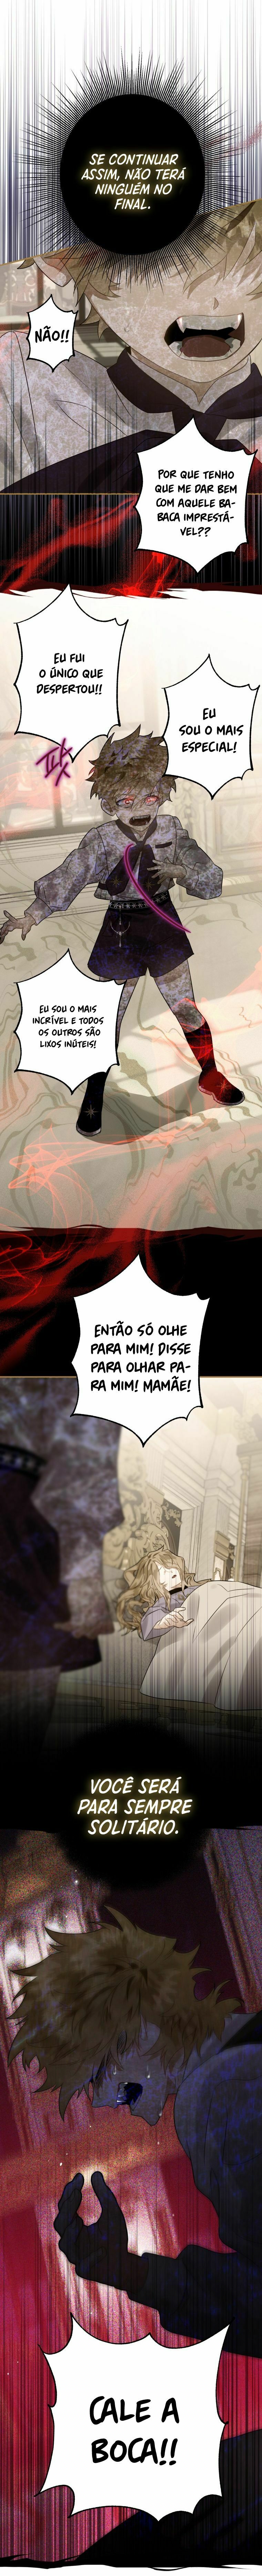 SE CONTINUAR
ASSIM, NÃO TERÁ
NINGUÉM NO
FINAL.
NÃO!!
POR QUE TENHO
QUE ME DAR BEM
COM AQUELE BA-
BACA IMPRESTÁ-
VEL??
EU FUI
O ÚNICO QUE
DESPERTOU!!
EU
SOU O MAIS
ESPECIAL!
EU SOU O MAIS
INCRÍVEL E TODOS
OS OUTROS SÃO
LIXOS INÚTEIS!
ENTÃO SÓ OLHE
PARA MIM! DISSE
PARA OLHAR PA-
RA MIM! MAMÃE!
VOCÊ SERÁ
PARA SEMPRE
SOLITÁRIO.
CALE A
BOCA!!